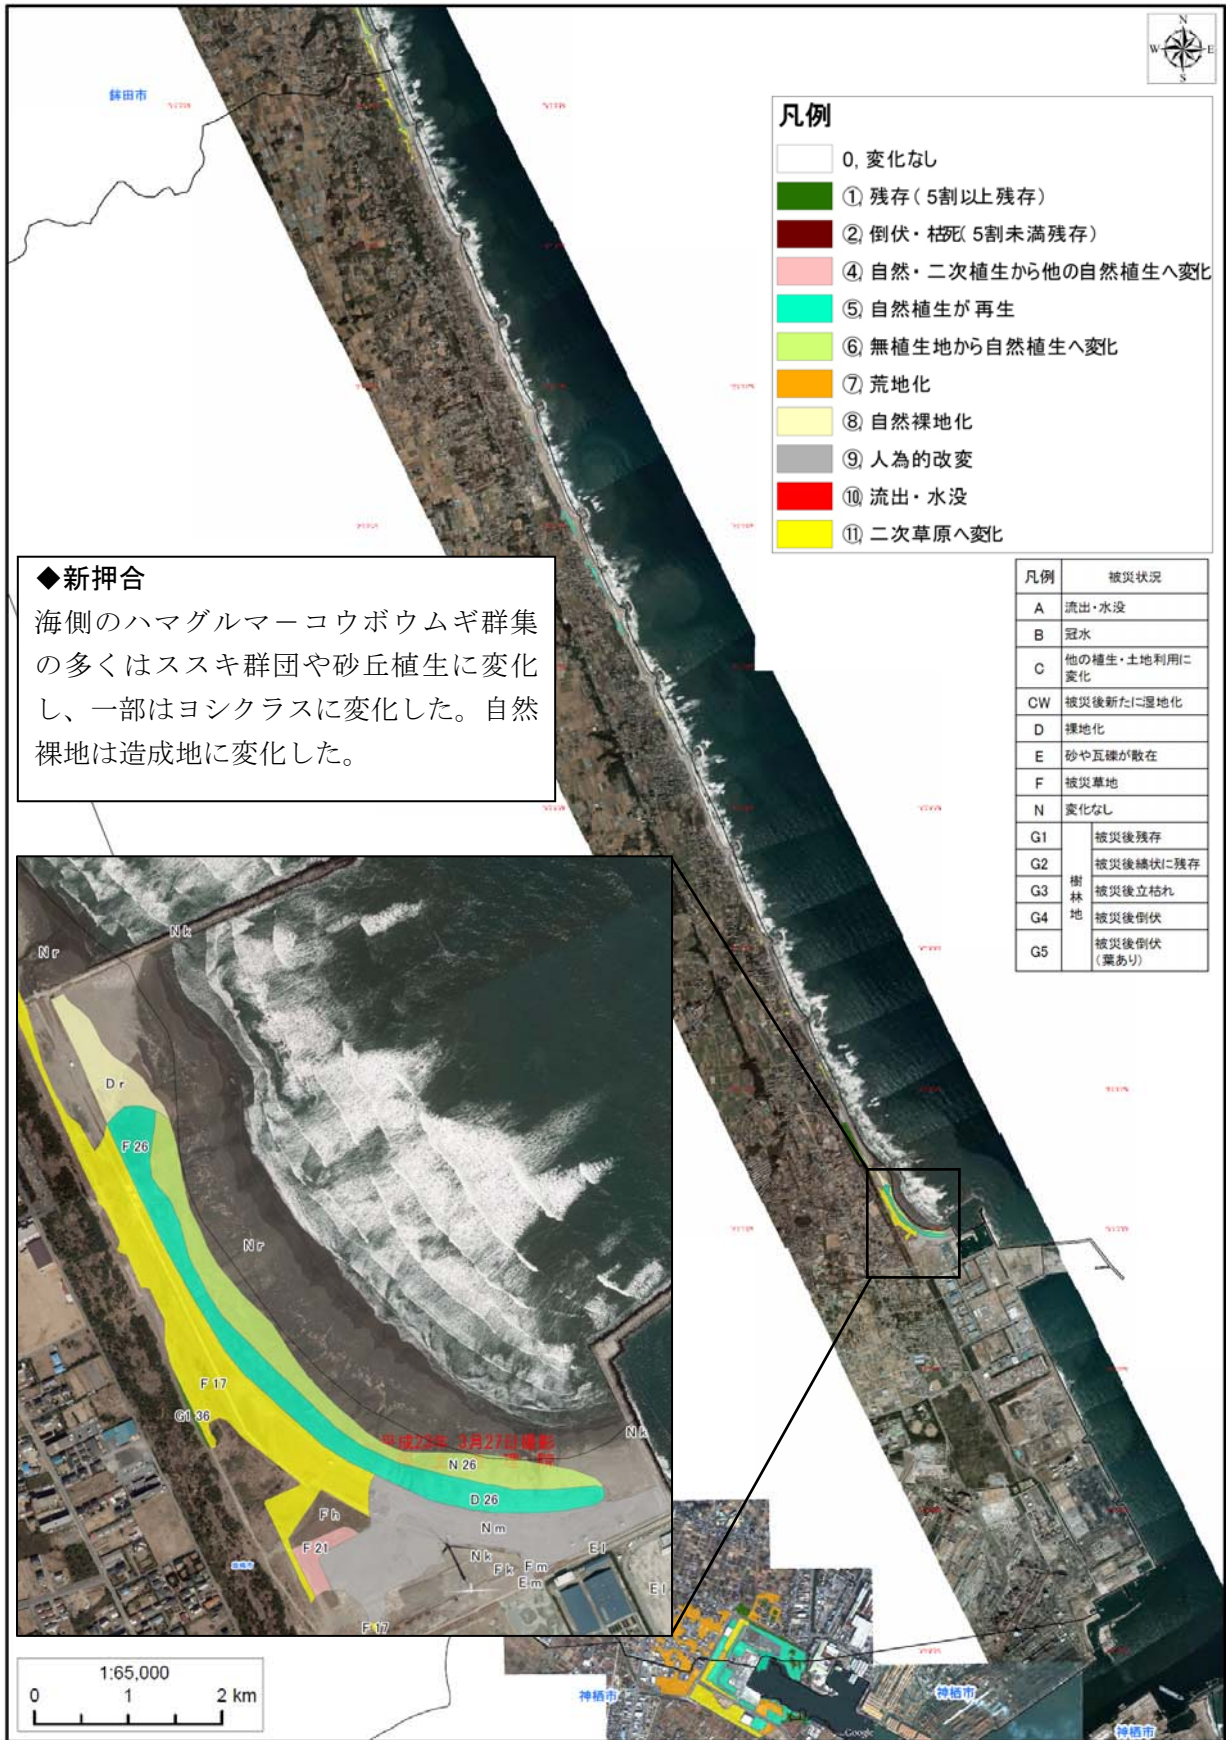 鉾田市
N
W E
S
凡例
0, 変化なし
①, 残存( 5割以上残存)
②, 倒伏・枯死( 5割未満残存)
④, 自然・二次植生から他の自然植生へ変化
⑤, 自然植生が再生
⑥, 無植生地から自然植生へ変化
⑦, 荒地化
⑧, 自然裸地化
⑨, 人為的改変
⑩, 流出・水没
⑪, 二次草原へ変化
凡例 被災状況
A 流出・水没
B 冠水
C 他の植生・土地利用に
変化
CW 被災後新たに湿地化
D 裸地化
E 砂や瓦礫が散在
F 被災草地
N 変化なし
樹林地
G1 被災後残存
G2 被災後縞状に残存
G3 被災後立枯れ
G4 被災後倒伏
G5 被災後倒伏
(葉あり)
◆新押合
海側のハマグルマ－コウボウムギ群集
の多くはススキ群団や砂丘植生に変化
し、一部はヨシクラスに変化した。自然
裸地は造成地に変化した。
N k
N r
D r
F 26
N r
F 17
G1 36
平成23年 3月27日撮影
N k
N 26
D 26
N m
F h
F 21
N k
F k
F m
E m
E l
E l
F 17
1:65,000
0 1 2 km
神栖市
神栖市
神栖市
Google